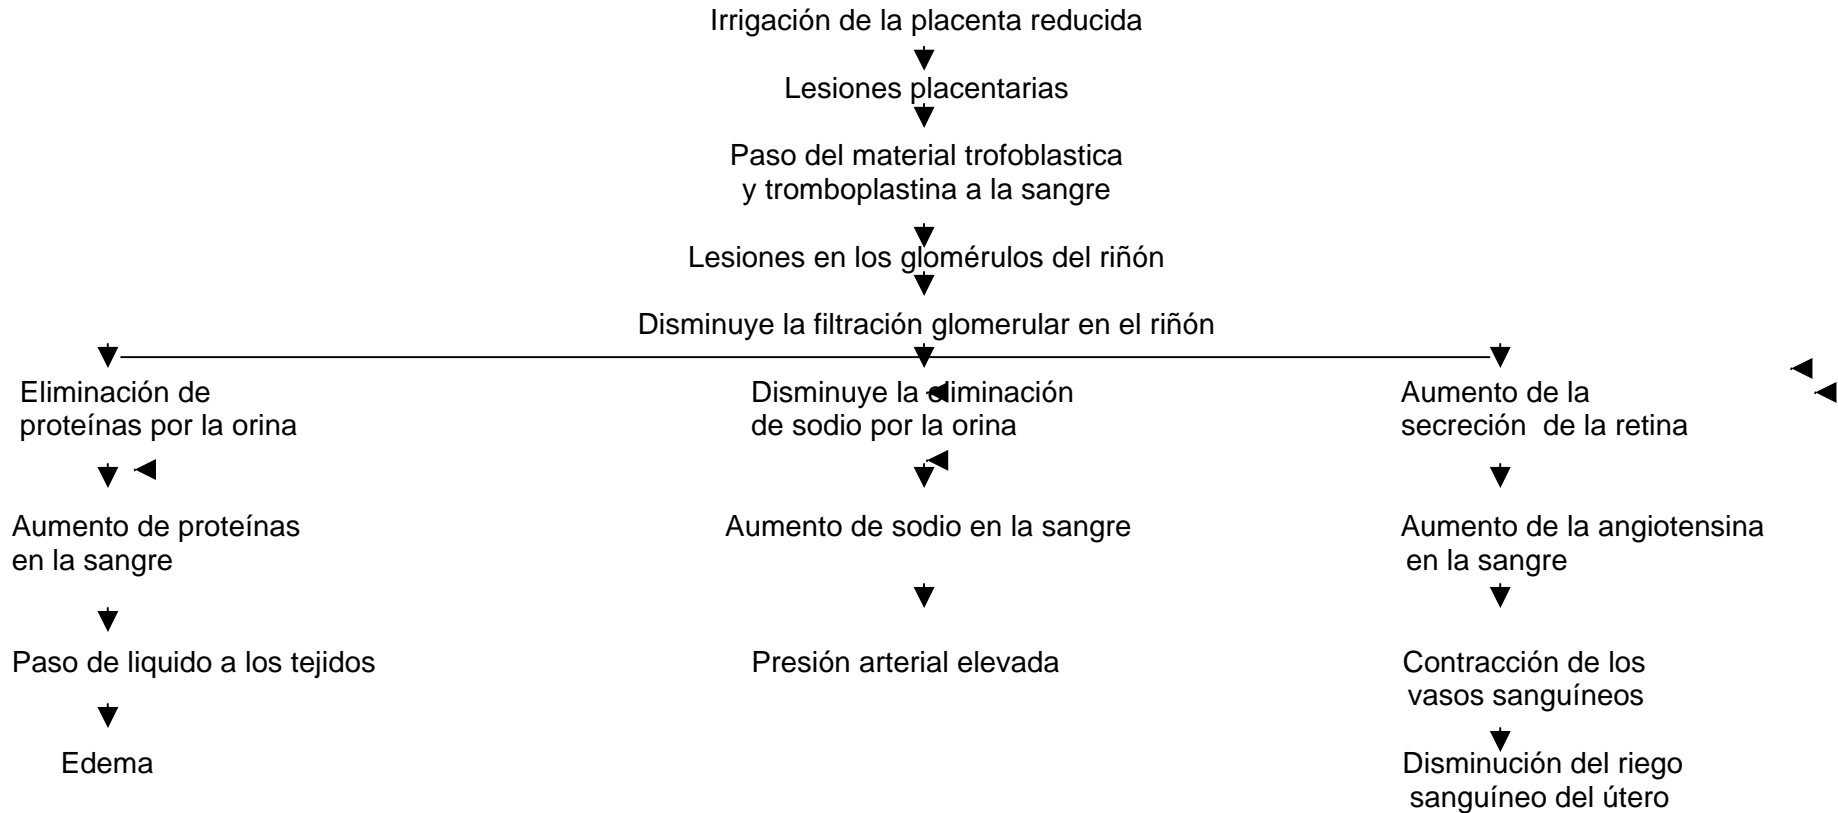 Irrigación de la placenta reducida
Lesiones placentarias
Paso del material trofoblastica
y tromboplastina a la sangre
Lesiones en los glomérulos del riñón
Disminuye la filtración glomerular en el riñón
Eliminación de
proteínas por la orina
Disminuye la eliminación
de sodio por la orina
Aumento de la
secreción de la retina
Aumento de proteínas
en la sangre
Aumento de sodio en la sangre
Aumento de la angiotensina
en la sangre
Paso de liquido a los tejidos
Presión arterial elevada
Contracción de los
vasos sanguíneos
Edema
Disminución del riego
sanguíneo del útero